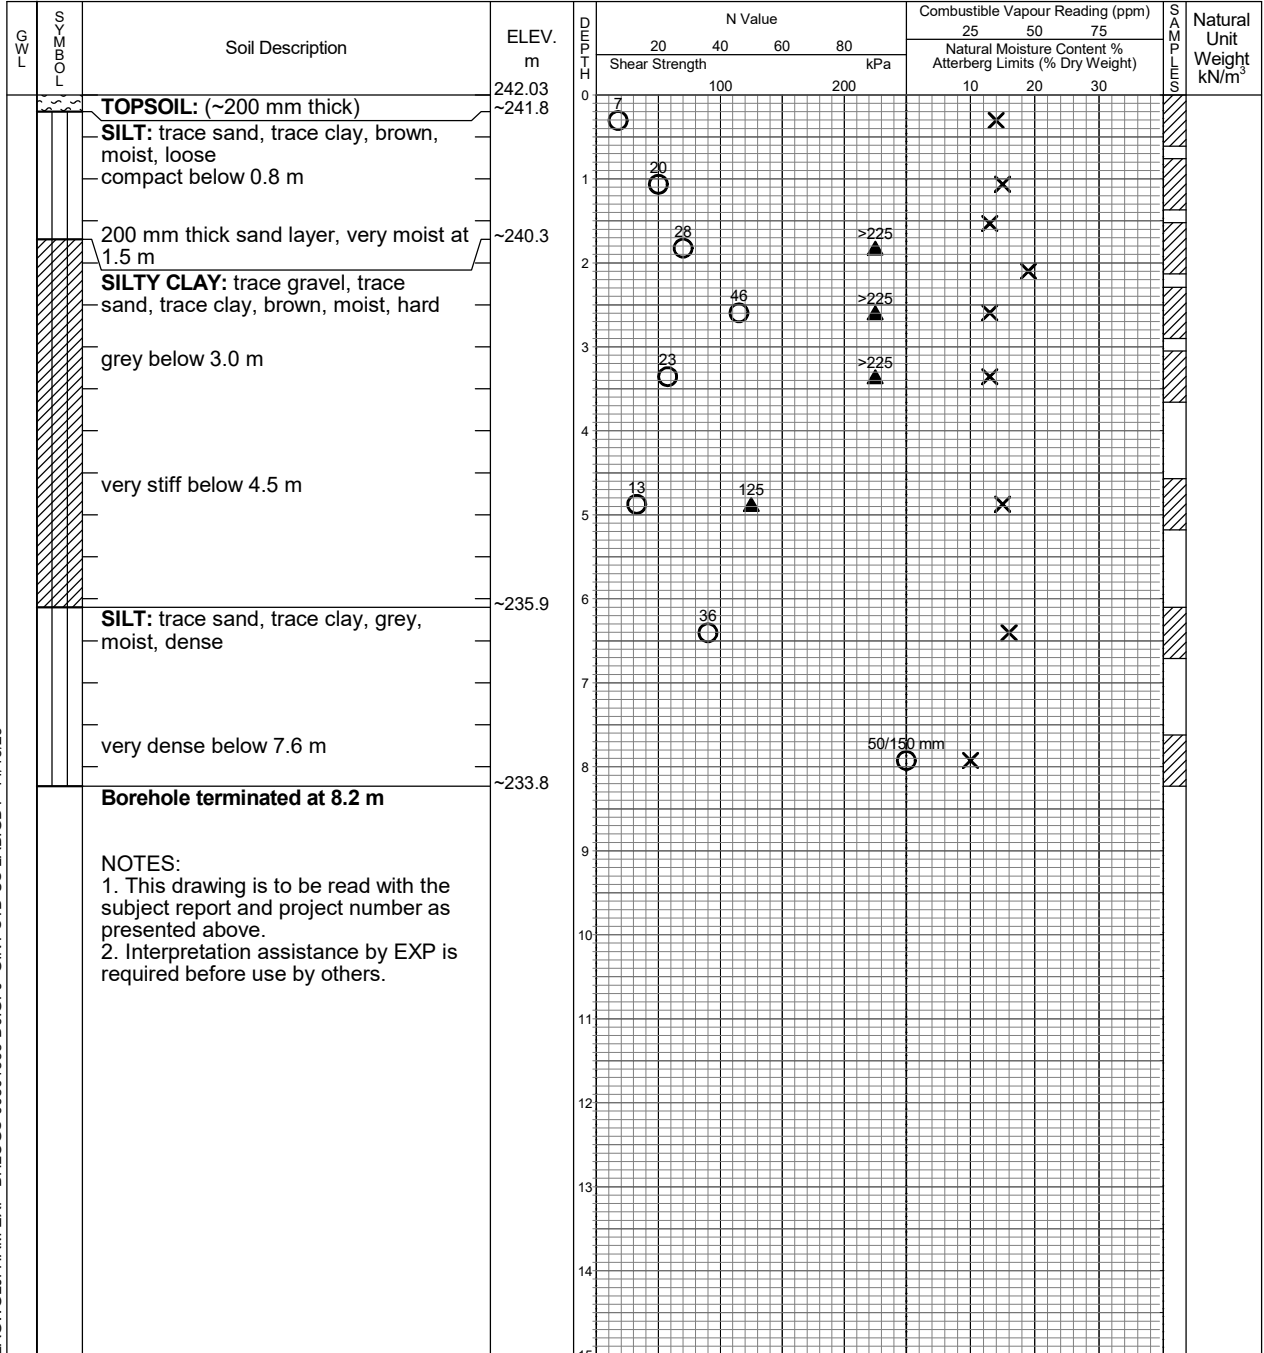 GWL
SYMBOL
Soil Description
ELEV.
m
242.03
DEPTH
N Value
20 40 60 80
Shear Strength kPa
100 200
Combustible Vapour Reading (ppm)
25 50 75
Natural Moisture Content %
Atterberg Limits (% Dry Weight)
10 20 30
SAMPLES
Natural
Unit
Weight
kN/m³
TOPSOIL: (~200 mm thick)
~241.8
SILT: trace sand, trace clay, brown,
moist, loose
compact below 0.8 m
200 mm thick sand layer, very moist at
1.5 m
~240.3
SILTY CLAY: trace gravel, trace
sand, trace clay, brown, moist, hard
grey below 3.0 m
very stiff below 4.5 m
~235.9
SILT: trace sand, trace clay, grey,
moist, dense
very dense below 7.6 m
~233.8
Borehole terminated at 8.2 m
NOTES:
1. This drawing is to be read with the
subject report and project number as
presented above.
2. Interpretation assistance by EXP is
required before use by others.
0
7
1
20
28
>225
2
46
>225
3
23
>225
4
13
125
5
6
36
7
50/150 mm
8
9
10
11
12
13
14